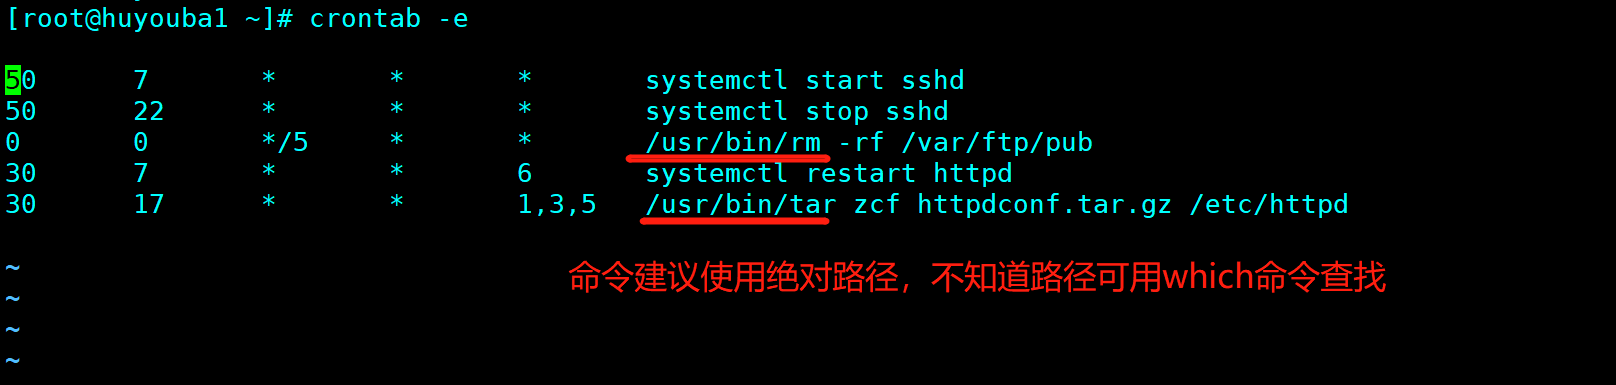 [root@huyouba1 ~]# crontab -e
50 7 * * * systemctl start sshd
50 22 * * * systemctl stop sshd
0 0 */5 * * /usr/bin/rm -rf /var/ftp/pub
30 7 * * 6 systemctl restart httpd
30 17 * * 1,3,5 /usr/bin/tar zcf httpdconf.tar.gz /etc/httpd
~
命令建议使用绝对路径，不知道路径可用which命令查找
~
~
~